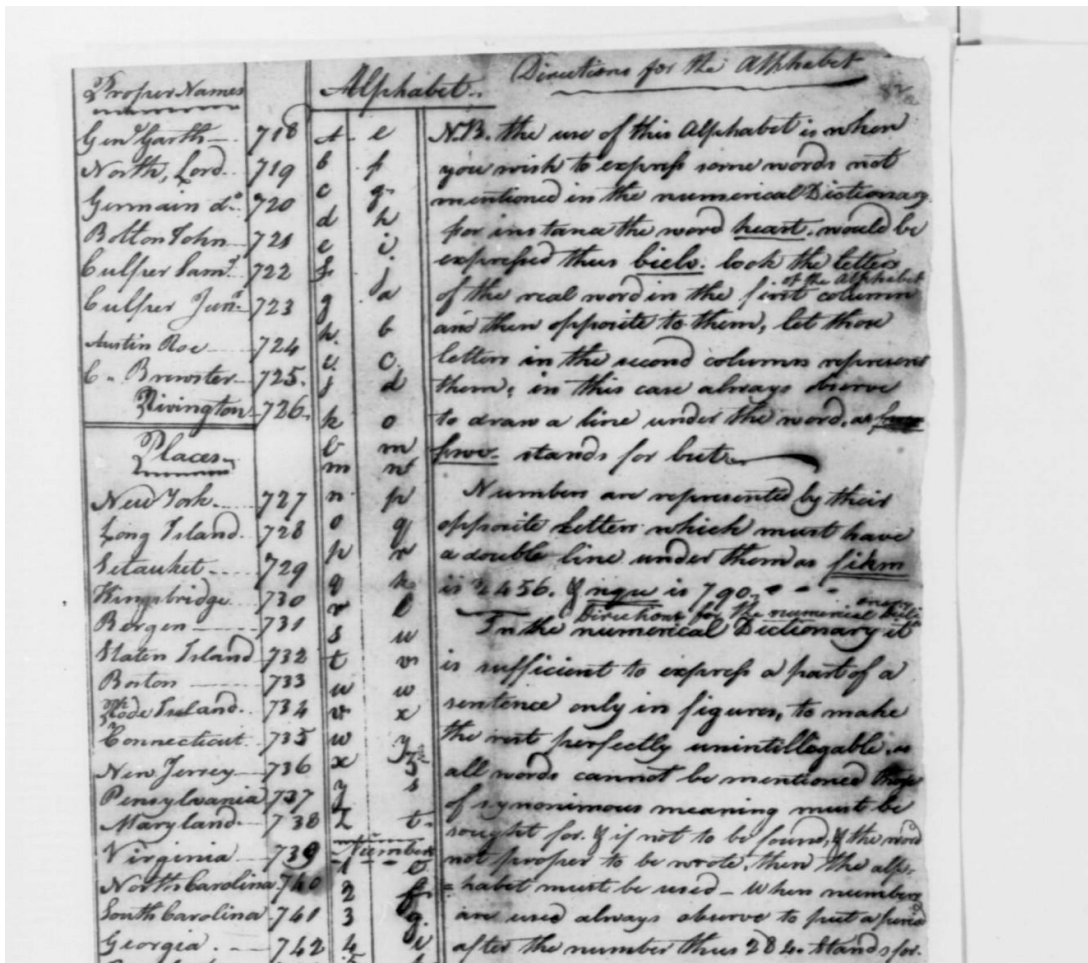 Proper Names
Genl Garth 718
North, Lord 719
Germain do 720
Bolton John 721
Culper Saml 722
Culper Junr 723
Austin Roe 724
C. Brewster 725.
Rivington 726.
Places
New York 727
Long Island 728
Setauket 729
Kingsbridge 730
Bergen 731
Staten Island 732
Boston 733
Rhode Island. 734
Connecticut 735
New Jersey 736
Pensylvania 737
Maryland 738
Virginia 739
North Carolina 740
South Carolina 741
Georgia. 742
Alphabet.
a e
b f
c g
d h
e i
f j
g a
h b
i c
j d
k o
l m
m n
n p
o q
p r
q k
r l
s u
t v
u w
v x
w y
x z
y s
z t
Numbers
1 e
2 f
3 g
4 i
Directions for the Alphabet
N.B. the use of this Alphabet is when
you wish to express some words not
mentioned in the numerical Dictionary
for instance the word heart. would be
expressed thus bielv. look the letters
of the real word in the first column of the Alphabet
and then opposite to them, let those
letters in the second column represent
them, in this case always observe
to draw a line under the word, as
fwv. stands for but
Numbers are represented by their
opposite letters which must have
a double line under them as fikm
is 2456. & nqu is 790.
Directions for the numerical Dictionary
In the numerical Dictionary it
is sufficient to express a part of a
sentence only in figures, to make
the rest perfectly unintillegable, as
all words cannot be mentioned those
of synonimous meaning must be
sought for. & if not to be found, & the word
not proper to be wrote, then the alp-
=habet must be used – When numbers
are used always observe to put a period
after the number thus 284. stands for